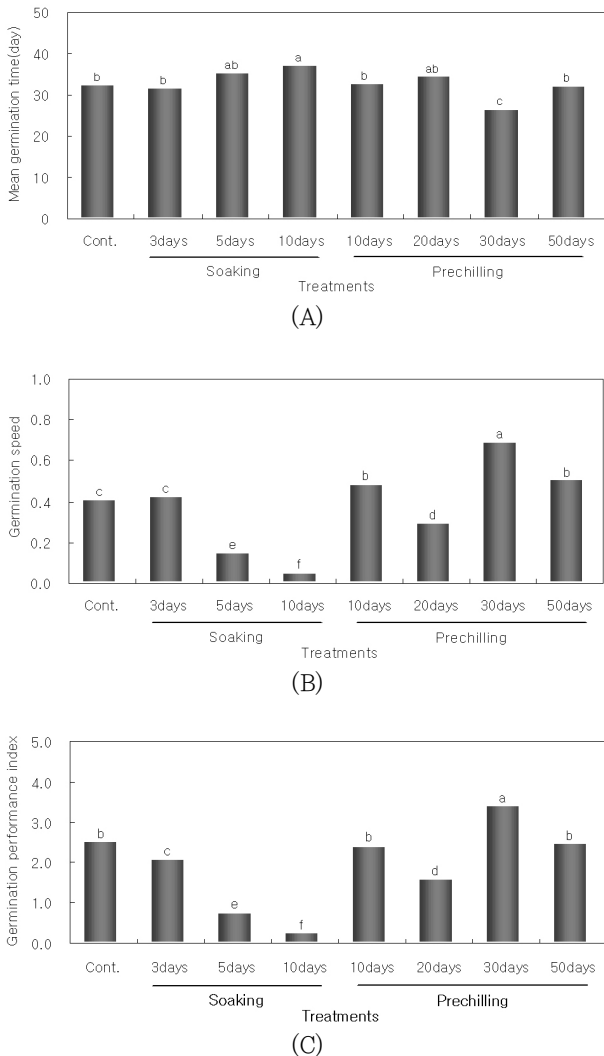 Mean germination time(day)
50
40
30
20
10
0
b
b
ab
a
b
ab
c
b
Cont.
3days
5days
10days
10days
20days
30days
50days
Soaking
Prechilling
Treatments
(A)
Germination speed
1.0
0.8
0.6
0.4
0.2
0.0
c
c
e
f
b
d
a
b
Cont.
3days
5days
10days
10days
20days
30days
50days
Soaking
Prechilling
Treatments
(B)
Germination performance index
5.0
4.0
3.0
2.0
1.0
0.0
b
c
e
f
b
d
a
b
Cont.
3days
5days
10days
10days
20days
30days
50days
Soaking
Prechilling
Treatments
(C)